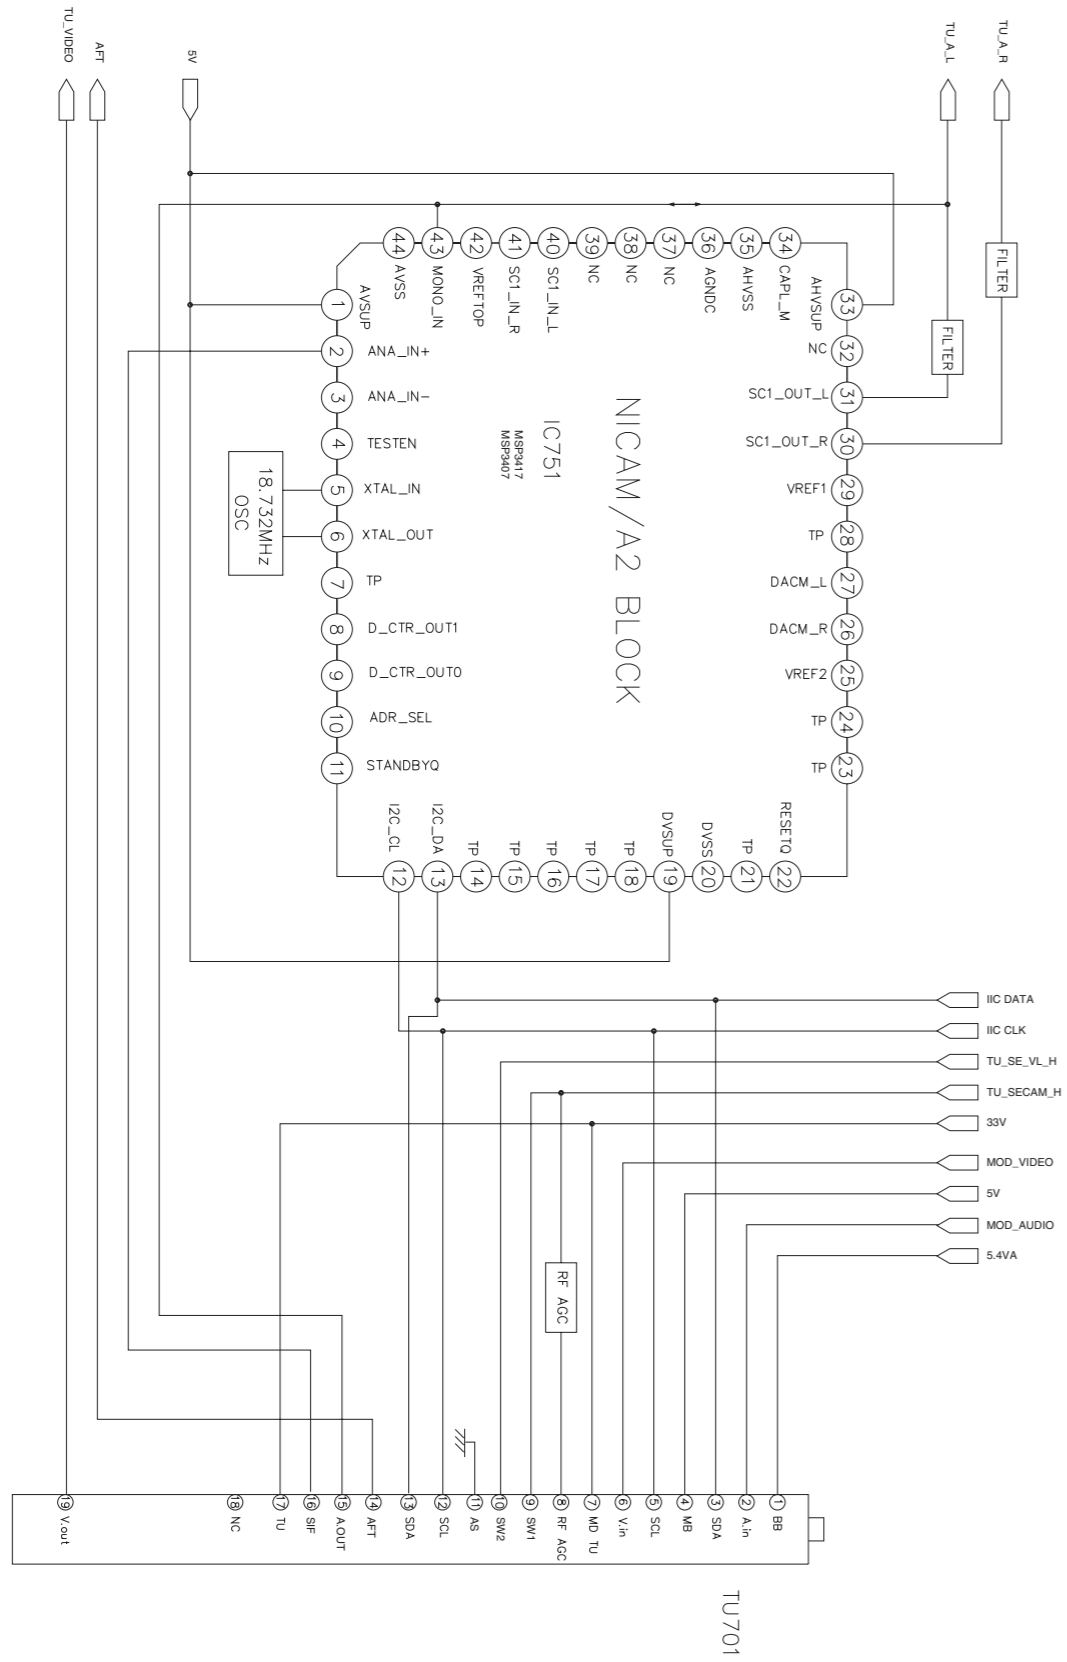 TU_VIDEO
AFT
5V
TU_A_L
TU_A_R
FILTER
FILTER
44 AVSS
43 MONO_IN
42 VREFTOP
41 SC1_IN_R
40 SC1_IN_L
39 NC
38 NC
37 NC
36 AGNDC
35 AHVSS
34 CAPL_M
33 AHVSUP
32 NC
31 SC1_OUT_L
30 SC1_OUT_R
29 VREF1
28 TP
27 DACM_L
26 DACM_R
25 VREF2
24 TP
23 TP
1 AVSUP
2 ANA_IN+
3 ANA_IN-
4 TESTEN
5 XTAL_IN
6 XTAL_OUT
7 TP
8 D_CTR_OUT1
9 D_CTR_OUT0
10 ADR_SEL
11 STANDBYQ
18.732MHz
OSC
NICAM/A2 BLOCK
IC751
MSP3417
MSP3407
12 I2C_CL
13 I2C_DA
14 TP
15 TP
16 TP
17 TP
18 TP
19 DVSUP
20 DVSS
21 TP
22 RESETQ
IIC DATA
IIC CLK
TU_SE_VL_H
TU_SECAM_H
33V
MOD_VIDEO
5V
MOD_AUDIO
5.4VA
RF AGC
19 V.out
18 NC
17 TU
16 SIF
15 A.OUT
14 AFT
13 SDA
12 SCL
11 AS
10 SW2
9 SW1
8 RF AGC
7 MD TU
6 V.in
5 SCL
4 MB
3 SDA
2 A.in
1 BB
TU701